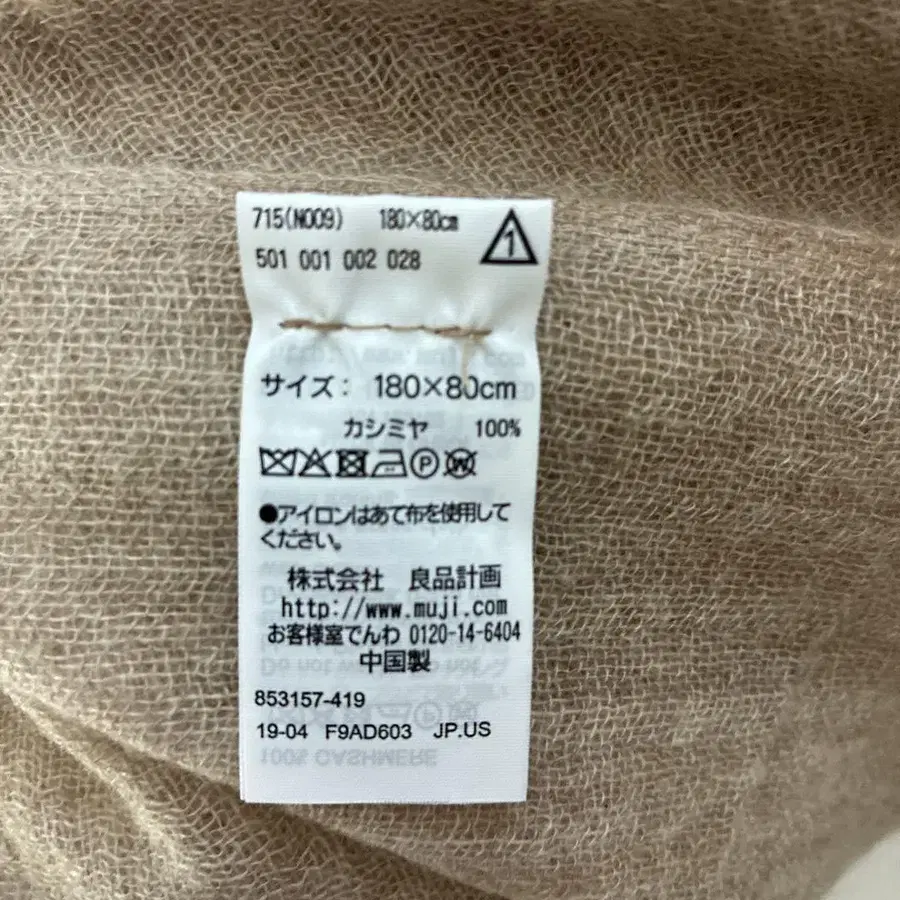 715(N009) 180×80cm
1
501 001 002 028
サイズ: 180×80cm
カシミヤ 100%
P
W
●アイロンはあて布を使用して
ください。
株式会社 良品計画
http://www.muji.com
お客様室でんわ 0120-14-6404
中国製
853157-419
19-04 F9AD603 JP.US
100% CASHMERE